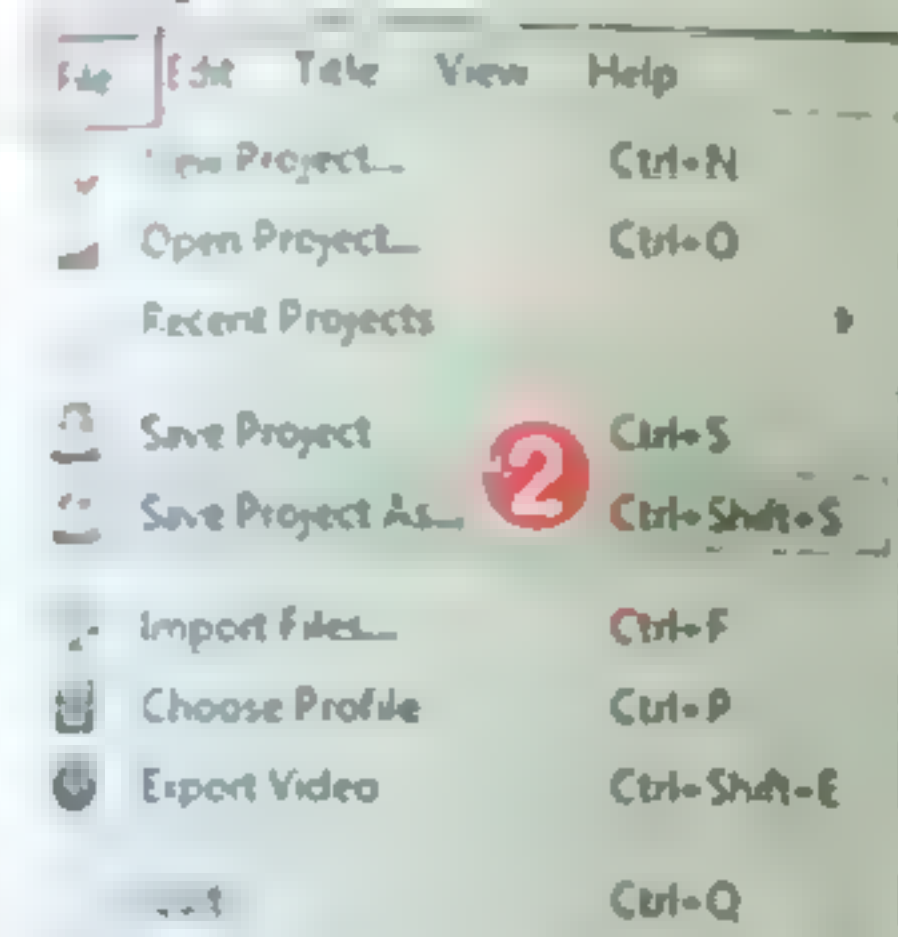 File Edit Title View Help
New Project... Ctrl+N
Open Project... Ctrl+O
Recent Projects
Save Project Ctrl+S
2
Save Project As... Ctrl+Shift+S
Import Files... Ctrl+F
Choose Profile Ctrl+P
Export Video Ctrl+Shift+E
Ctrl+Q